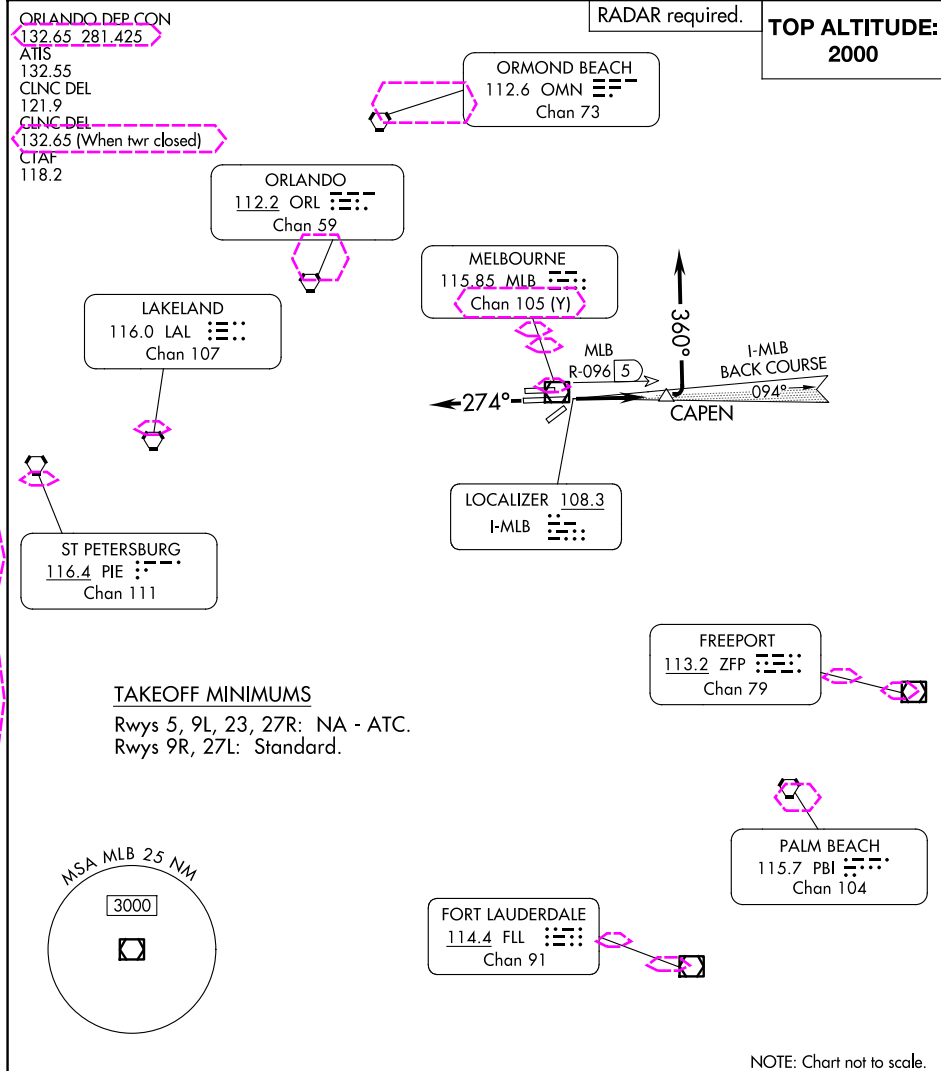 ORLANDO DEP CON
132.65 281.425
ATIS
132.55
CLNC DEL
121.9
CLNC DEL
132.65 (When twr closed)
CTAF
118.2
RADAR required.
TOP ALTITUDE:
2000
ORMOND BEACH
112.6 OMN
Chan 73
ORLANDO
112.2 ORL
Chan 59
MELBOURNE
115.85 MLB
Chan 105 (Y)
LAKELAND
116.0 LAL
Chan 107
360°
MLB
R-096 5
I-MLB
BACK COURSE
094°
274°
CAPEN
LOCALIZER 108.3
I-MLB
ST PETERSBURG
116.4 PIE
Chan 111
FREEPORT
113.2 ZFP
Chan 79
TAKEOFF MINIMUMS
Rwys 5, 9L, 23, 27R: NA - ATC.
Rwys 9R, 27L: Standard.
PALM BEACH
115.7 PBI
Chan 104
MSA MLB 25 NM
3000
FORT LAUDERDALE
114.4 FLL
Chan 91
NOTE: Chart not to scale.